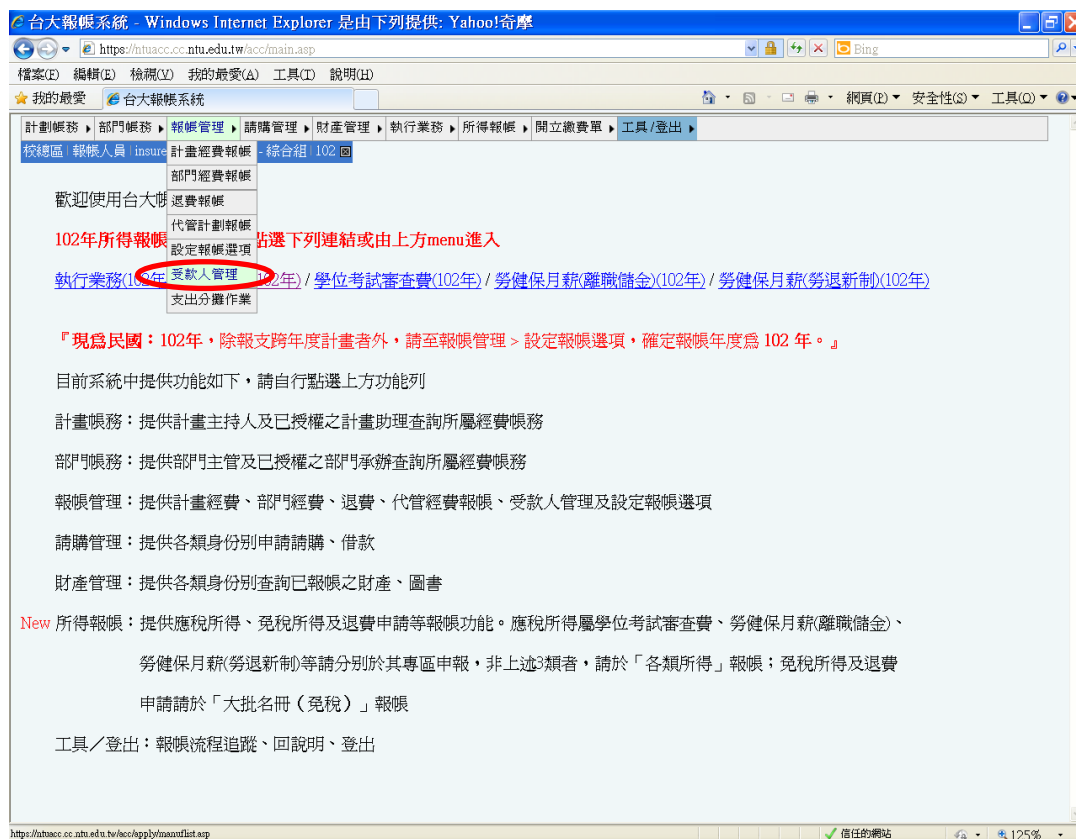 台大報帳系統 - Windows Internet Explorer 是由下列提供: Yahoo!奇摩
https://ntuacc.cc.ntu.edu.tw/acc/main.asp
Bing
檔案(F) 編輯(E) 檢視(V) 我的最愛(A) 工具(T) 說明(H)
我的最愛 台大報帳系統 網頁(P) 安全性(S) 工具(O)
計劃帳務 部門帳務 報帳管理 請購管理 財產管理 執行業務 所得報帳 開立繳費單 工具/登出
校總區 | 報帳人員 | insure - 綜合組 | 102
計畫經費報帳
部門經費報帳
退費報帳
代管計劃報帳
設定報帳選項
受款人管理
支出分攤作業
歡迎使用台大帳
102年所得報帳 點選下列連結或由上方menu進入
執行業務(102年 102年) / 學位考試審查費(102年) / 勞健保月薪(離職儲金)(102年) / 勞健保月薪(勞退新制)(102年)
『現為民國：102年，除報支跨年度計畫者外，請至報帳管理 > 設定報帳選項，確定報帳年度為 102 年。』
目前系統中提供功能如下，請自行點選上方功能列
計畫帳務：提供計畫主持人及已授權之計畫助理查詢所屬經費帳務
部門帳務：提供部門主管及已授權之部門承辦查詢所屬經費帳務
報帳管理：提供計畫經費、部門經費、退費、代管經費報帳、受款人管理及設定報帳選項
請購管理：提供各類身份別申請請購、借款
財產管理：提供各類身份別查詢已報帳之財產、圖書
New 所得報帳：提供應稅所得、免稅所得及退費申請等報帳功能。應稅所得屬學位考試審查費、勞健保月薪(離職儲金)、
勞健保月薪(勞退新制)等請分別於其專區申報，非上述3類者，請於「各類所得」報帳；免稅所得及退費
申請請於「大批名冊（免稅）」報帳
工具／登出：報帳流程追蹤、回說明、登出
https://ntuacc.cc.ntu.edu.tw/acc/apply/manuflist.asp 信任的網站 125%